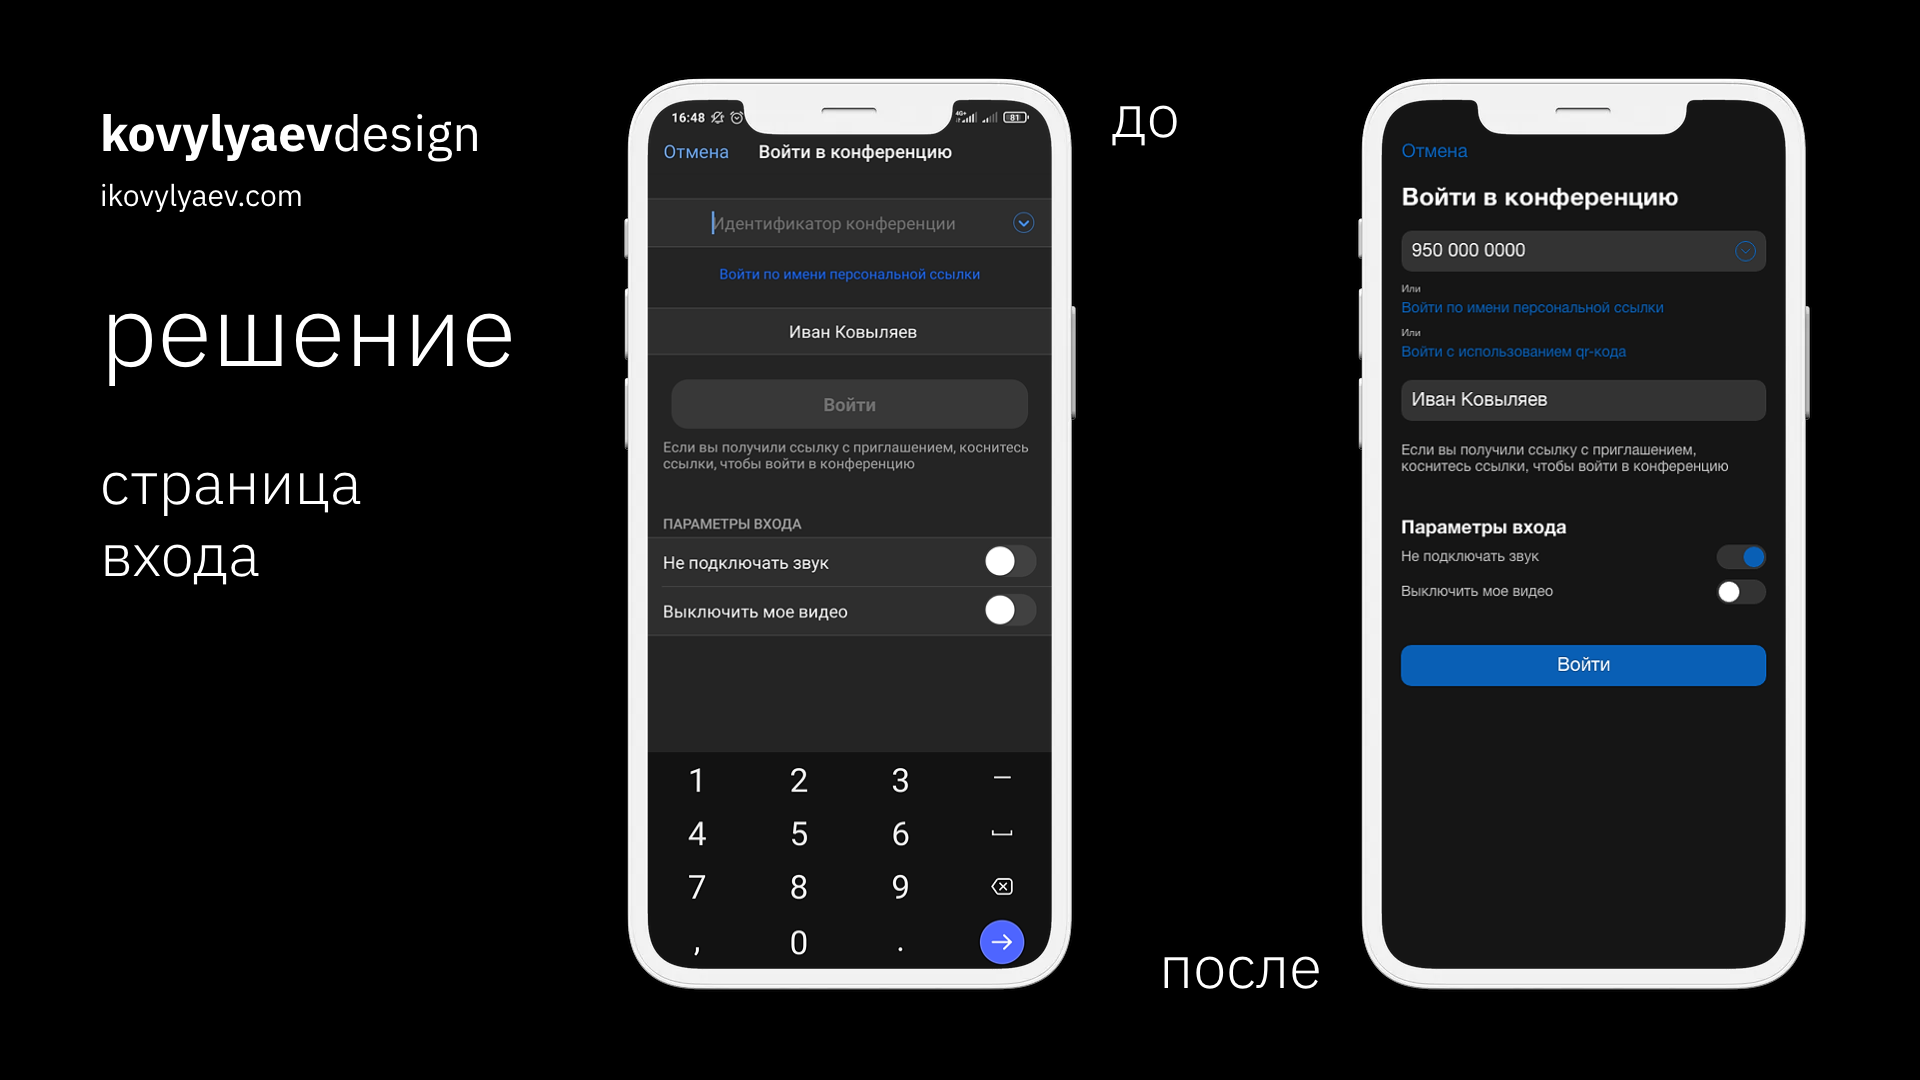 kovylyaevdesign
ikovylyaev.com
решение
страница
входа
до
после
16:48
4G+
81
Отмена Войти в конференцию
Идентификатор конференции
Войти по имени персональной ссылки
Иван Ковыляев
Войти
Если вы получили ссылку с приглашением, коснитесь
ссылки, чтобы войти в конференцию
ПАРАМЕТРЫ ВХОДА
Не подключать звук
Выключить мое видео
1 2 3 –
4 5 6
7 8 9
, 0 .
Отмена
Войти в конференцию
950 000 0000
Или
Войти по имени персональной ссылки
Или
Войти с использованием qr-кода
Иван Ковыляев
Если вы получили ссылку с приглашением,
коснитесь ссылки, чтобы войти в конференцию
Параметры входа
Не подключать звук
Выключить мое видео
Войти